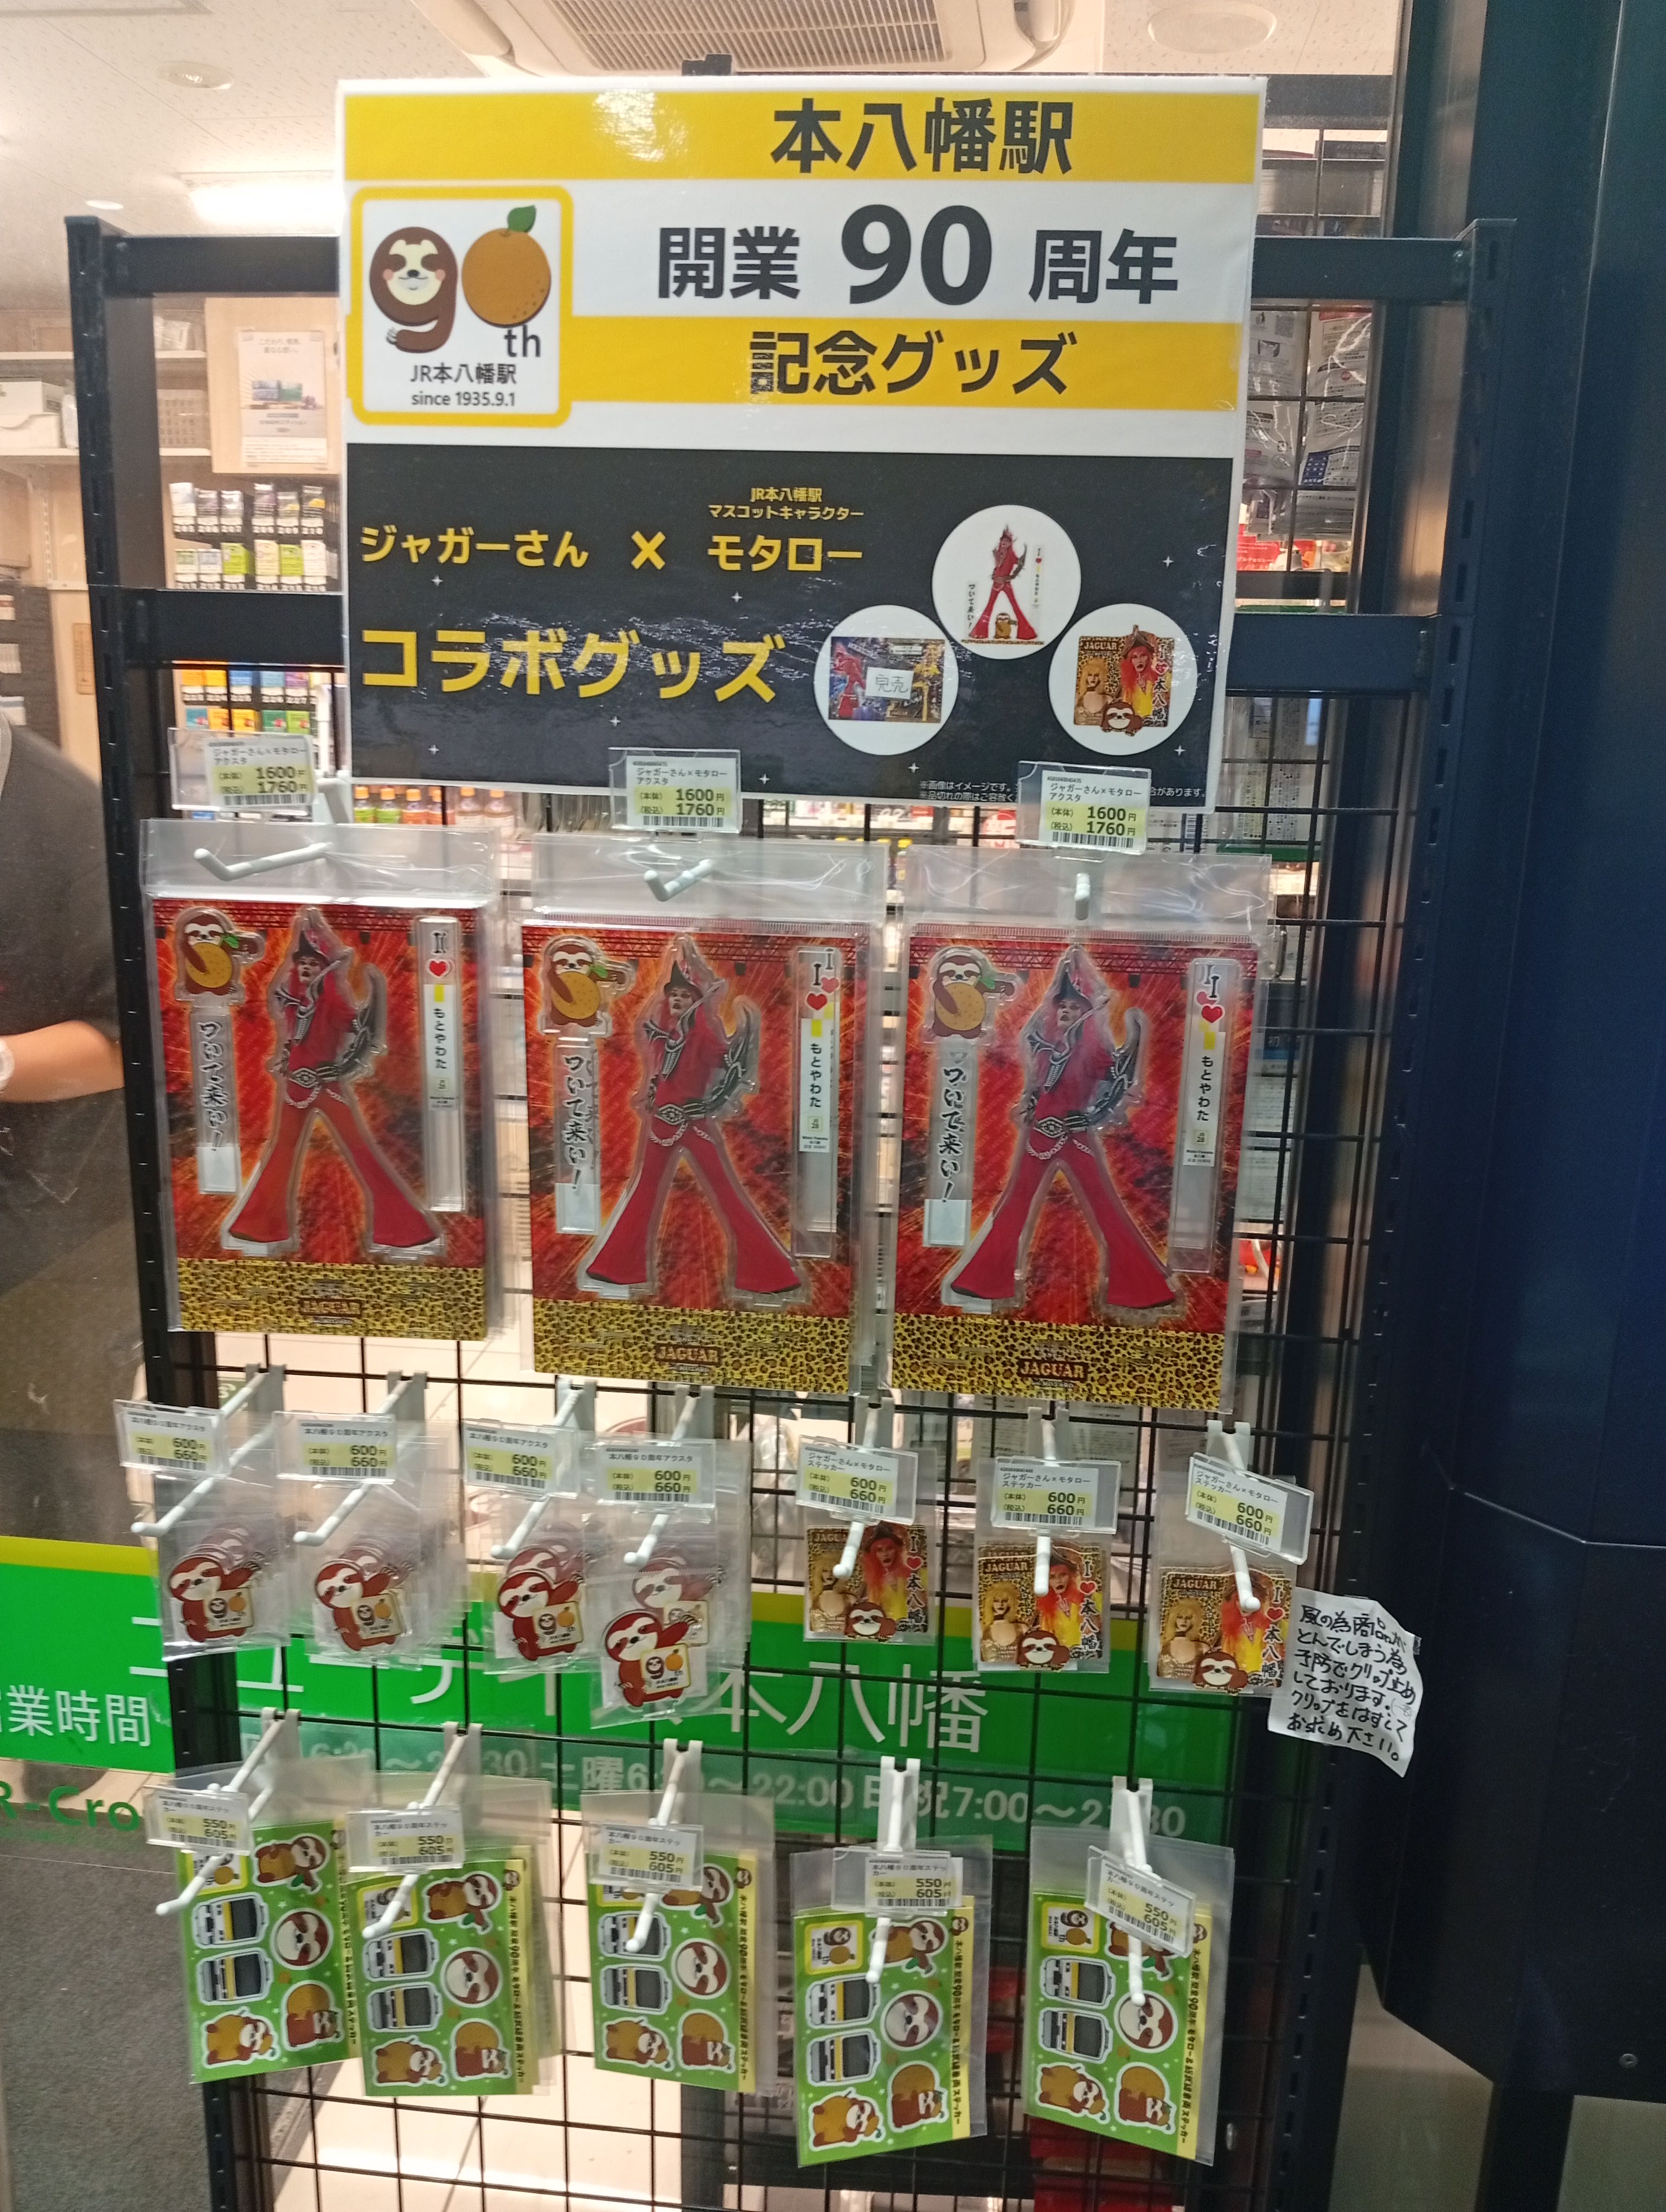 本八幡駅
開業 90 周年
記念グッズ
90th
JR本八幡駅
since 1935.9.1
JR本八幡駅
マスコットキャラクター
ジャガーさん × モタロー
コラボグッズ
完売
ついて来い!
JAGUAR
I ♥ 本八幡
※画像はイメージです。
※品切れの際はご容赦く
合があります。
ジャガーさん×モタロー
アクスタ
(本体) 1600円
(税込) 1760円
ジャガーさん×モタロー
アクスタ
(本体) 1600円
(税込) 1760円
ジャガーさん×モタロー
アクスタ
(本体) 1600円
(税込) 1760円
ついて来い!
I ♥ もとやわた
JAGUAR
ついて来い!
I ♥ もとやわた
JAGUAR
ついて来い!
I ♥ もとやわた
JAGUAR
本八幡90周年アクスタ
(本体) 600円
(税込) 660円
本八幡90周年アクスタ
(本体) 600円
(税込) 660円
本八幡90周年アクスタ
(本体) 600円
(税込) 660円
本八幡90周年アクスタ
(本体) 600円
(税込) 660円
ジャガーさん×モタロー
ステッカー
(本体) 600円
(税込) 660円
ジャガーさん×モタロー
ステッカー
(本体) 600円
(税込) 660円
ジャガーさん×モタロー
ステッカー
(本体) 600円
(税込) 660円
JAGUAR
I ♥ 本八幡
JAGUAR
I ♥ 本八幡
JAGUAR
I ♥ 本八幡
風の為商品が
とんでしまう為
予防でクリップ止め
しております。
クリップをはずして
お求め下さい。
本八幡
営業時間
土曜6:
～22:00 日・祝7:00～21:30
本八幡90周年ステッカー
(本体) 550円
(税込) 605円
本八幡90周年ステッカー
(本体) 550円
(税込) 605円
本八幡90周年ステッカー
(本体) 550円
(税込) 605円
本八幡90周年ステッカー
(本体) 550円
(税込) 605円
本八幡90周年ステッカー
(本体) 550円
(税込) 605円